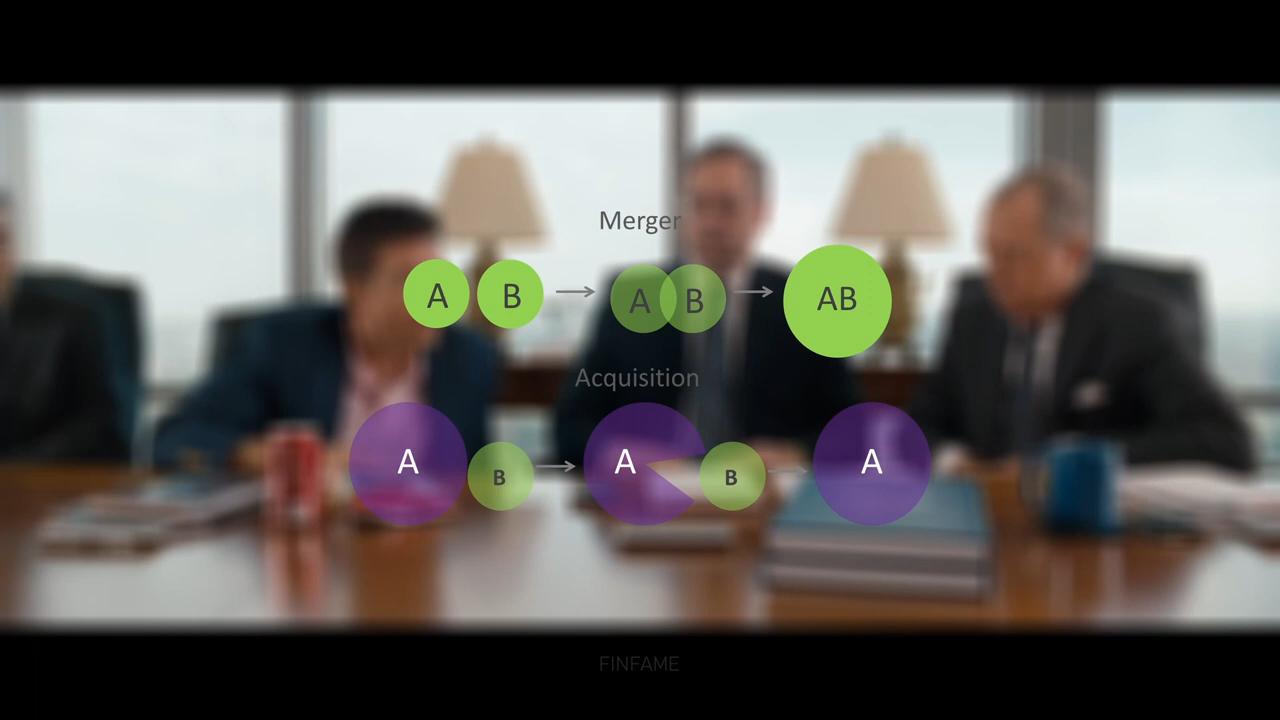 Merger
A B A B AB
Acquisition
A B A B A
FINFAME